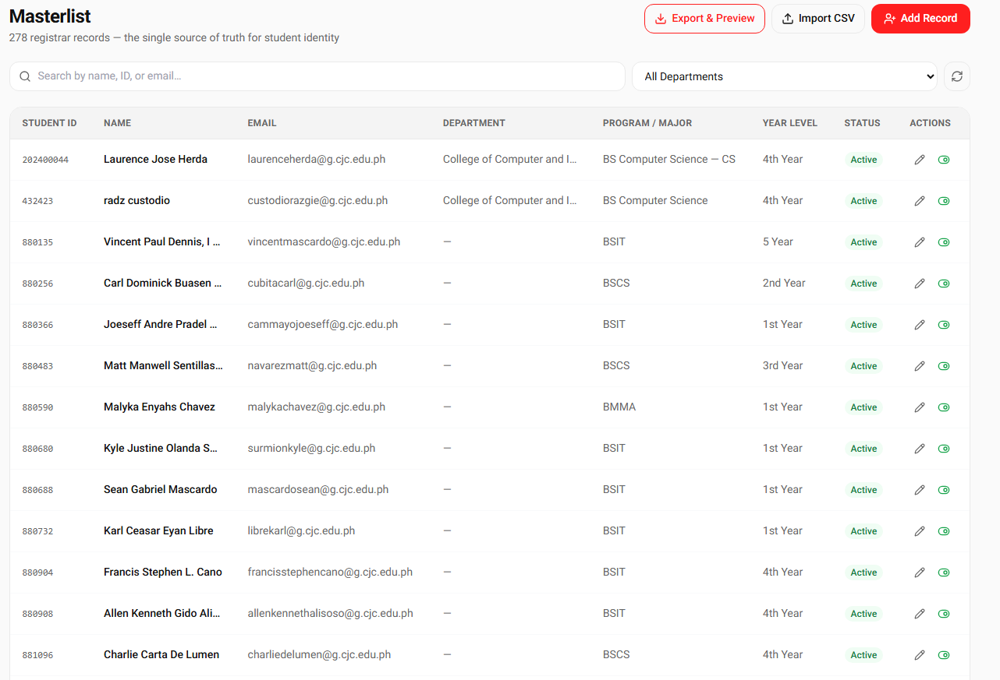 Masterlist
278 registrar records — the single source of truth for student identity
Export & Preview
Import CSV
Add Record
Search by name, ID, or email...
All Departments
STUDENT ID NAME EMAIL DEPARTMENT PROGRAM / MAJOR YEAR LEVEL STATUS ACTIONS
202400044 Laurence Jose Herda laurenceherda@g.cjc.edu.ph College of Computer and I... BS Computer Science — CS 4th Year Active
432423 radz custodio custodiorazgie@g.cjc.edu.ph College of Computer and I... BS Computer Science 4th Year Active
880135 Vincent Paul Dennis, I ... vincentmascardo@g.cjc.edu.ph — BSIT 5 Year Active
880256 Carl Dominick Buasen ... cubitacarl@g.cjc.edu.ph — BSCS 2nd Year Active
880366 Joeseff Andre Pradel ... cammayojoeseff@g.cjc.edu.ph — BSIT 1st Year Active
880483 Matt Manwell Sentillas... navarezmatt@g.cjc.edu.ph — BSCS 3rd Year Active
880590 Malyka Enyahs Chavez malykachavez@g.cjc.edu.ph — BMMA 1st Year Active
880680 Kyle Justine Olanda S... surmionkyle@g.cjc.edu.ph — BSIT 1st Year Active
880688 Sean Gabriel Mascardo mascardosean@g.cjc.edu.ph — BSIT 1st Year Active
880732 Karl Ceasar Eyan Libre librekarl@g.cjc.edu.ph — BSIT 1st Year Active
880904 Francis Stephen L. Cano francisstephencano@g.cjc.edu.ph — BSIT 4th Year Active
880908 Allen Kenneth Gido Ali... allenkennethalisoso@g.cjc.edu.ph — BSIT 4th Year Active
881096 Charlie Carta De Lumen charliedelumen@g.cjc.edu.ph — BSCS 4th Year Active